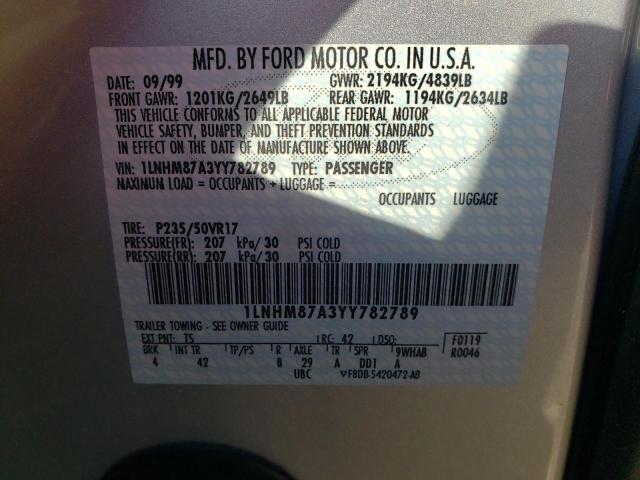 MFD. BY FORD MOTOR CO. IN U.S.A.
DATE: 09/99 GVWR: 2194KG/4839LB
FRONT GAWR: 1201KG/2649LB REAR GAWR: 1194KG/2634LB
THIS VEHICLE CONFORMS TO ALL APPLICABLE FEDERAL MOTOR
VEHICLE SAFETY, BUMPER, AND THEFT PREVENTION STANDARDS
IN EFFECT ON THE DATE OF MANUFACTURE SHOWN ABOVE.
VIN: 1LNHM87A3YY782789 TYPE: PASSENGER
MAXIMUM LOAD = OCCUPANTS + LUGGAGE =
OCCUPANTS LUGGAGE
TIRE: P235/50VR17
PRESSURE(FR) 207 kPa/ 30 PSI COLD
PRESSURE(RR) 207 kPa/ 30 PSI COLD
1LNHM87A3YY782789
TRAILER TOWING - SEE OWNER GUIDE
EXT PNT: TS RC: 42 DSO: F0119
BRK INT TR TP/PS R AXLE TR SPR 9WHAB R0046
4 42 B 29 A DD1 A
UBC VF8DB-5420472-AB